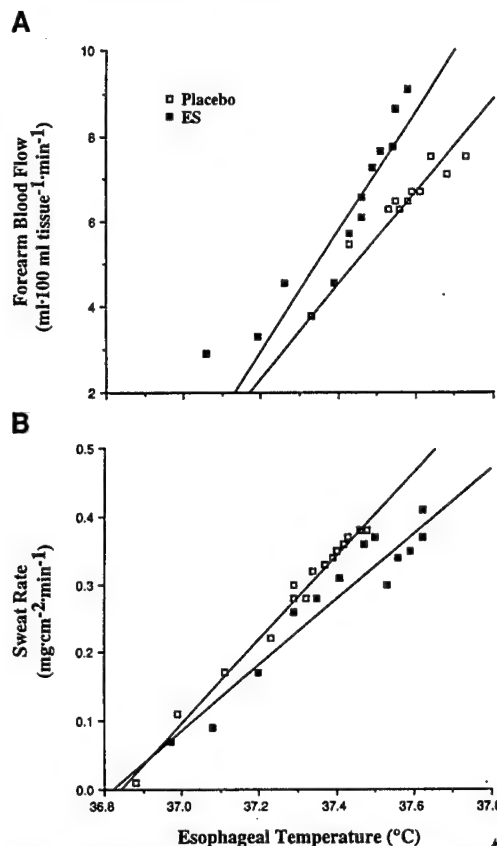 A
10
8
6
4
2
Forearm Blood Flow
(ml·100 ml tissue⁻¹·min⁻¹)
Placebo
ES
B
0.5
0.4
0.3
0.2
0.1
0.0
Sweat Rate
(mg·cm⁻²·min⁻¹)
36.8 37.0 37.2 37.4 37.6
Esophageal Temperature (°C)